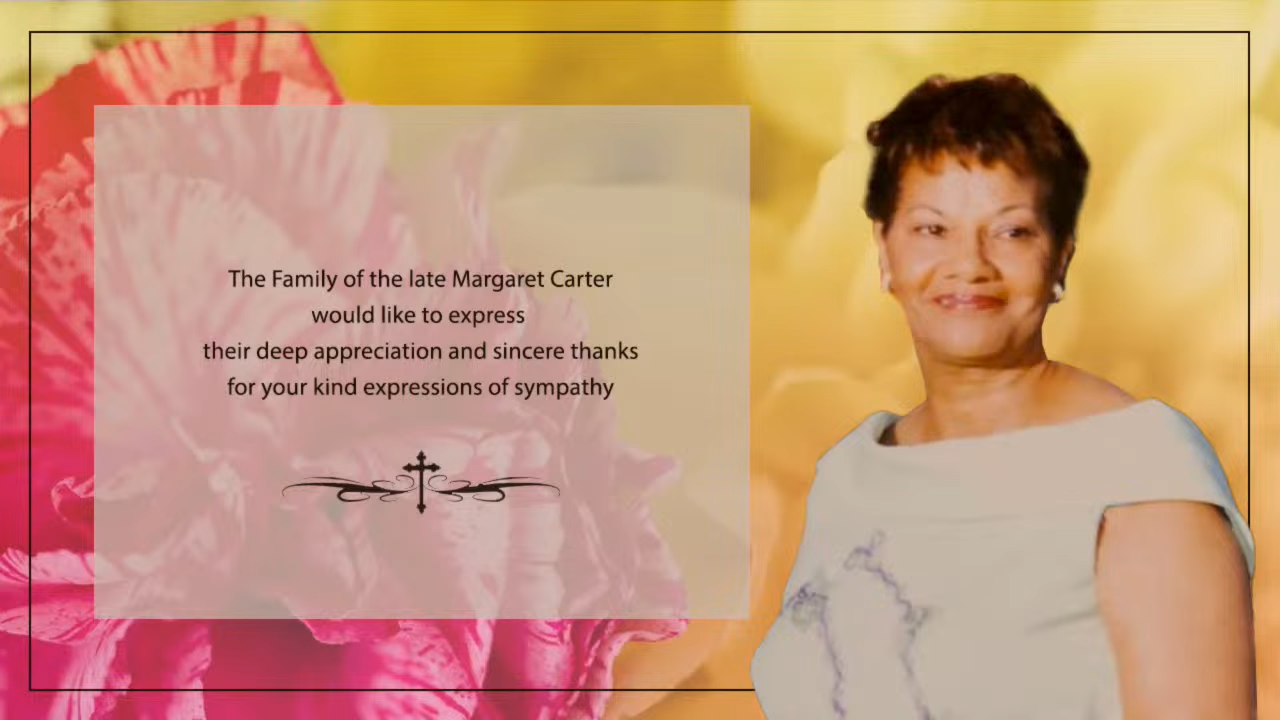 The Family of the late Margaret Carter
would like to express
their deep appreciation and sincere thanks
for your kind expressions of sympathy